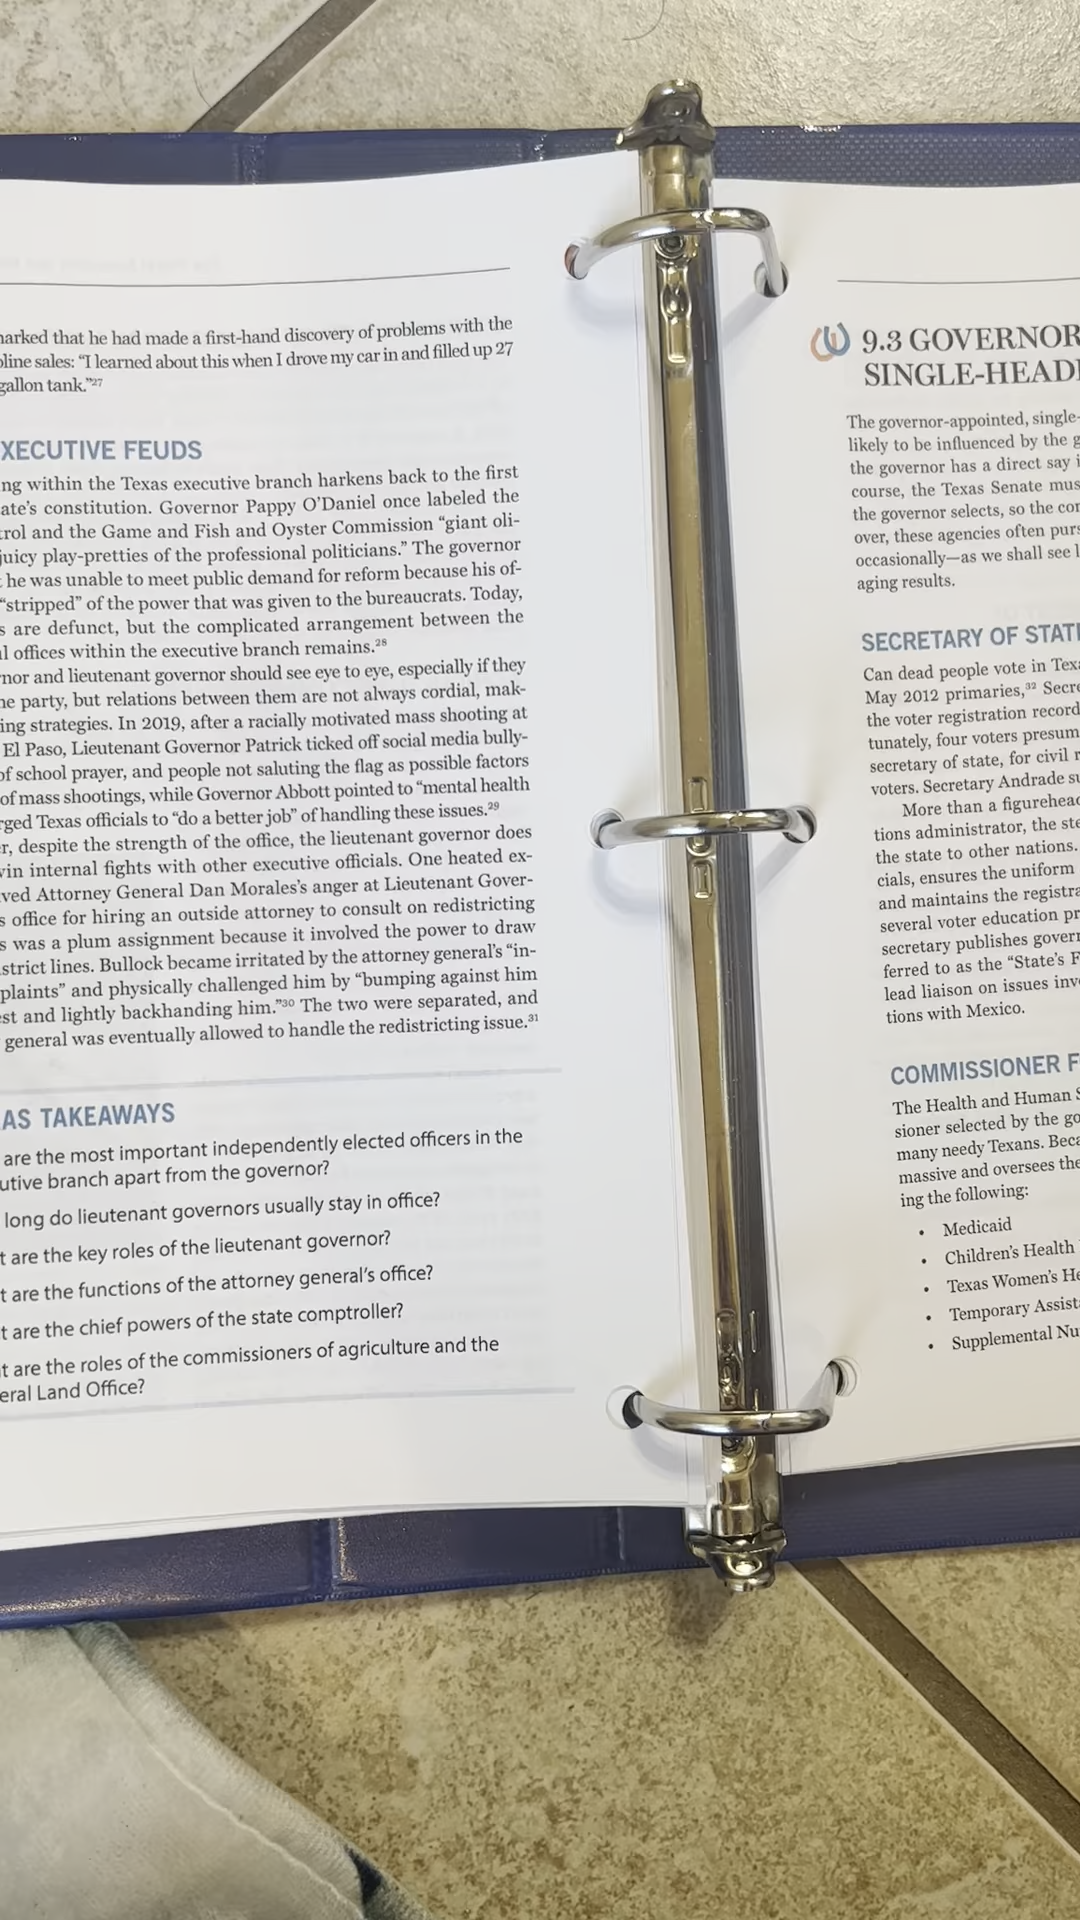 marked that he had made a first-hand discovery of problems with the
oline sales: “I learned about this when I drove my car in and filled up 27
gallon tank.”27
XECUTIVE FEUDS
ng within the Texas executive branch harkens back to the first
ate’s constitution. Governor Pappy O’Daniel once labeled the
trol and the Game and Fish and Oyster Commission “giant oli-
juicy play-pretties of the professional politicians.” The governor
he was unable to meet public demand for reform because his of-
“stripped” of the power that was given to the bureaucrats. Today,
s are defunct, but the complicated arrangement between the
l offices within the executive branch remains.28
nor and lieutenant governor should see eye to eye, especially if they
ne party, but relations between them are not always cordial, mak-
ing strategies. In 2019, after a racially motivated mass shooting at
El Paso, Lieutenant Governor Patrick ticked off social media bully-
of school prayer, and people not saluting the flag as possible factors
of mass shootings, while Governor Abbott pointed to “mental health
rged Texas officials to “do a better job” of handling these issues.29
r, despite the strength of the office, the lieutenant governor does
vin internal fights with other executive officials. One heated ex-
ved Attorney General Dan Morales’s anger at Lieutenant Gover-
s office for hiring an outside attorney to consult on redistricting
s was a plum assignment because it involved the power to draw
strict lines. Bullock became irritated by the attorney general’s “in-
plaints” and physically challenged him by “bumping against him
st and lightly backhanding him.”30 The two were separated, and
general was eventually allowed to handle the redistricting issue.31
AS TAKEAWAYS
are the most important independently elected officers in the
utive branch apart from the governor?
long do lieutenant governors usually stay in office?
t are the key roles of the lieutenant governor?
t are the functions of the attorney general’s office?
t are the chief powers of the state comptroller?
t are the roles of the commissioners of agriculture and the
eral Land Office?
9.3 GOVERNOR
SINGLE-HEAD
The governor-appointed, single-
likely to be influenced by the g
the governor has a direct say i
course, the Texas Senate mus
the governor selects, so the cor
over, these agencies often purs
occasionally—as we shall see l
aging results.
SECRETARY OF STAT
Can dead people vote in Texa
May 2012 primaries,32 Secre
the voter registration record
tunately, four voters presum
secretary of state, for civil r
voters. Secretary Andrade su
More than a figurehead
tions administrator, the ste
the state to other nations.
cials, ensures the uniform
and maintains the registra
several voter education pr
secretary publishes govern
ferred to as the “State’s F
lead liaison on issues inv
tions with Mexico.
COMMISSIONER F
The Health and Human S
sioner selected by the go
many needy Texans. Beca
massive and oversees the
ing the following:
• Medicaid
• Children’s Health
• Texas Women’s He
• Temporary Assist
• Supplemental Nu